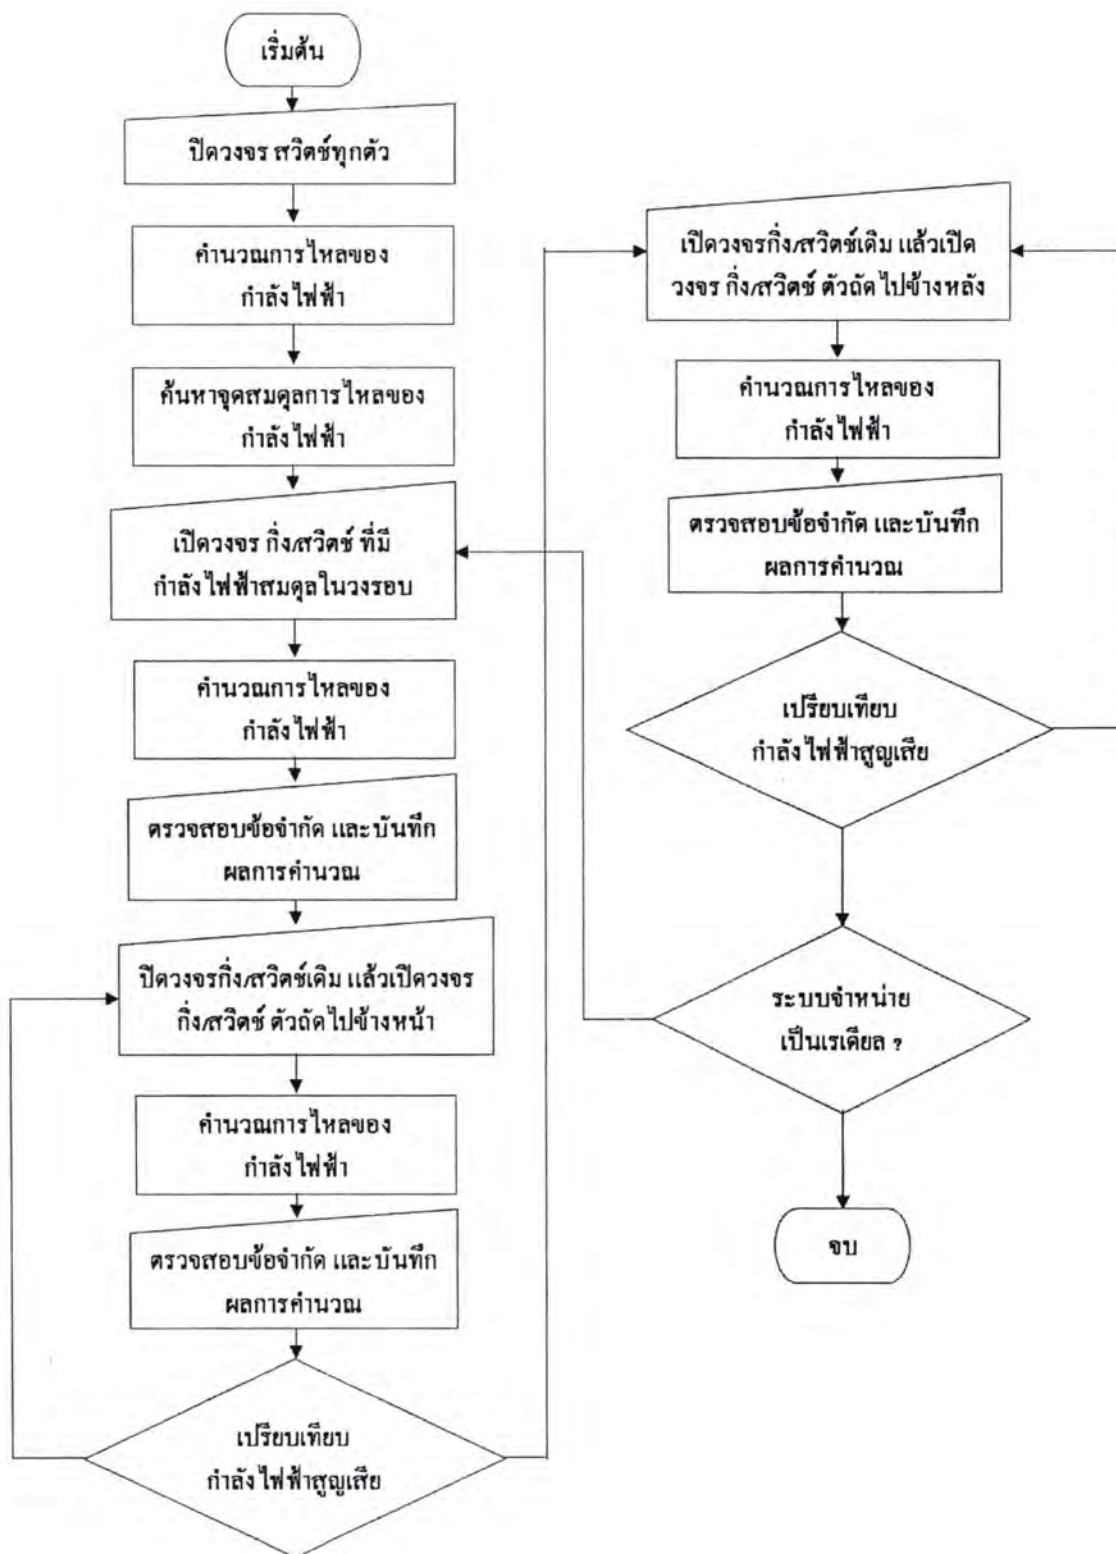 เริ่มต้น
ปิดวงจร สวิตช์ทุกตัว
คำนวณการไหลของ
กำลังไฟฟ้า
ค้นหาจุดสมดุลการไหลของ
กำลังไฟฟ้า
เปิดวงจร กิ่ง/สวิตช์ ที่มี
กำลังไฟฟ้าสมดุลในวงรอบ
คำนวณการไหลของ
กำลังไฟฟ้า
ตรวจสอบข้อจำกัด และบันทึก
ผลการคำนวณ
ปิดวงจรกิ่ง/สวิตช์เดิม แล้วเปิดวงจร
กิ่ง/สวิตช์ ตัวถัดไปข้างหน้า
คำนวณการไหลของ
กำลังไฟฟ้า
ตรวจสอบข้อจำกัด และบันทึก
ผลการคำนวณ
เปรียบเทียบ
กำลังไฟฟ้าสูญเสีย
เปิดวงจรกิ่ง/สวิตช์เดิม แล้วเปิด
วงจร กิ่ง/สวิตช์ ตัวถัดไปข้างหลัง
คำนวณการไหลของ
กำลังไฟฟ้า
ตรวจสอบข้อจำกัด และบันทึก
ผลการคำนวณ
เปรียบเทียบ
กำลังไฟฟ้าสูญเสีย
ระบบจำหน่าย
เป็นเรเดียล ?
จบ